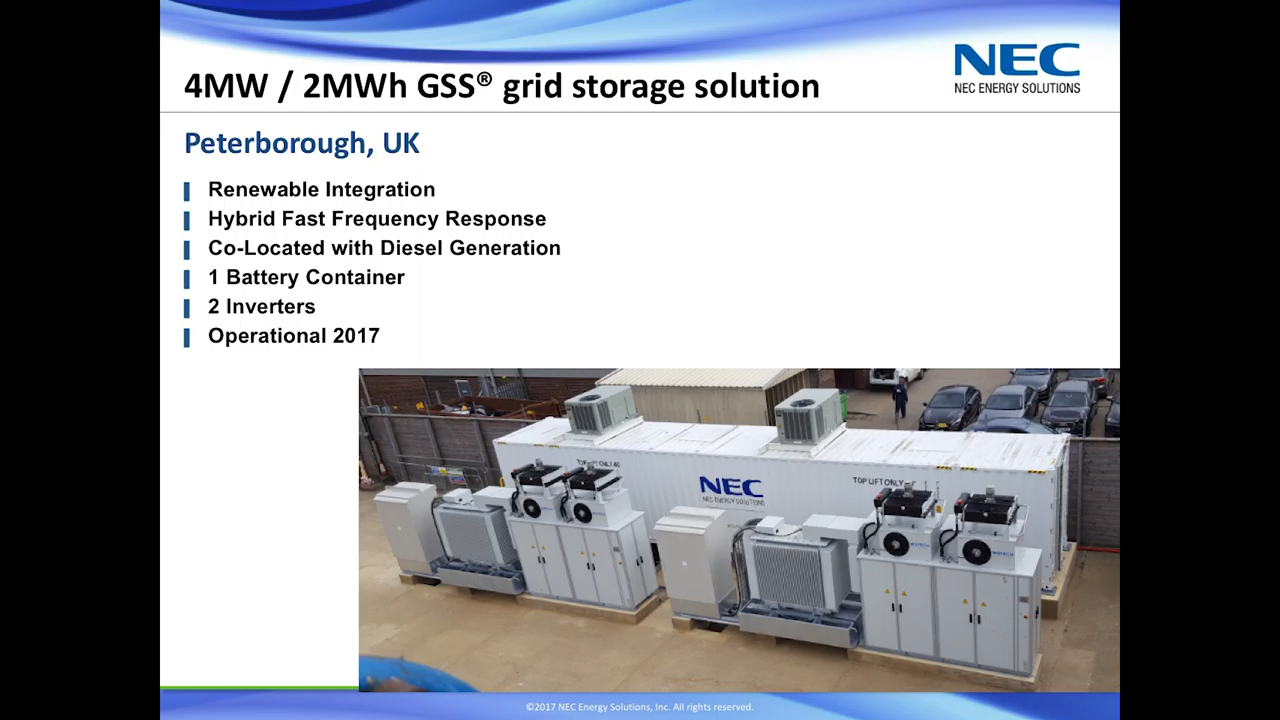 4MW / 2MWh GSS® grid storage solution
NEC
NEC ENERGY SOLUTIONS
Peterborough, UK
Renewable Integration
Hybrid Fast Frequency Response
Co-Located with Diesel Generation
1 Battery Container
2 Inverters
Operational 2017
NEC
NEC ENERGY SOLUTIONS
TOP LIFT ONLY
©2017 NEC Energy Solutions, Inc. All rights reserved.